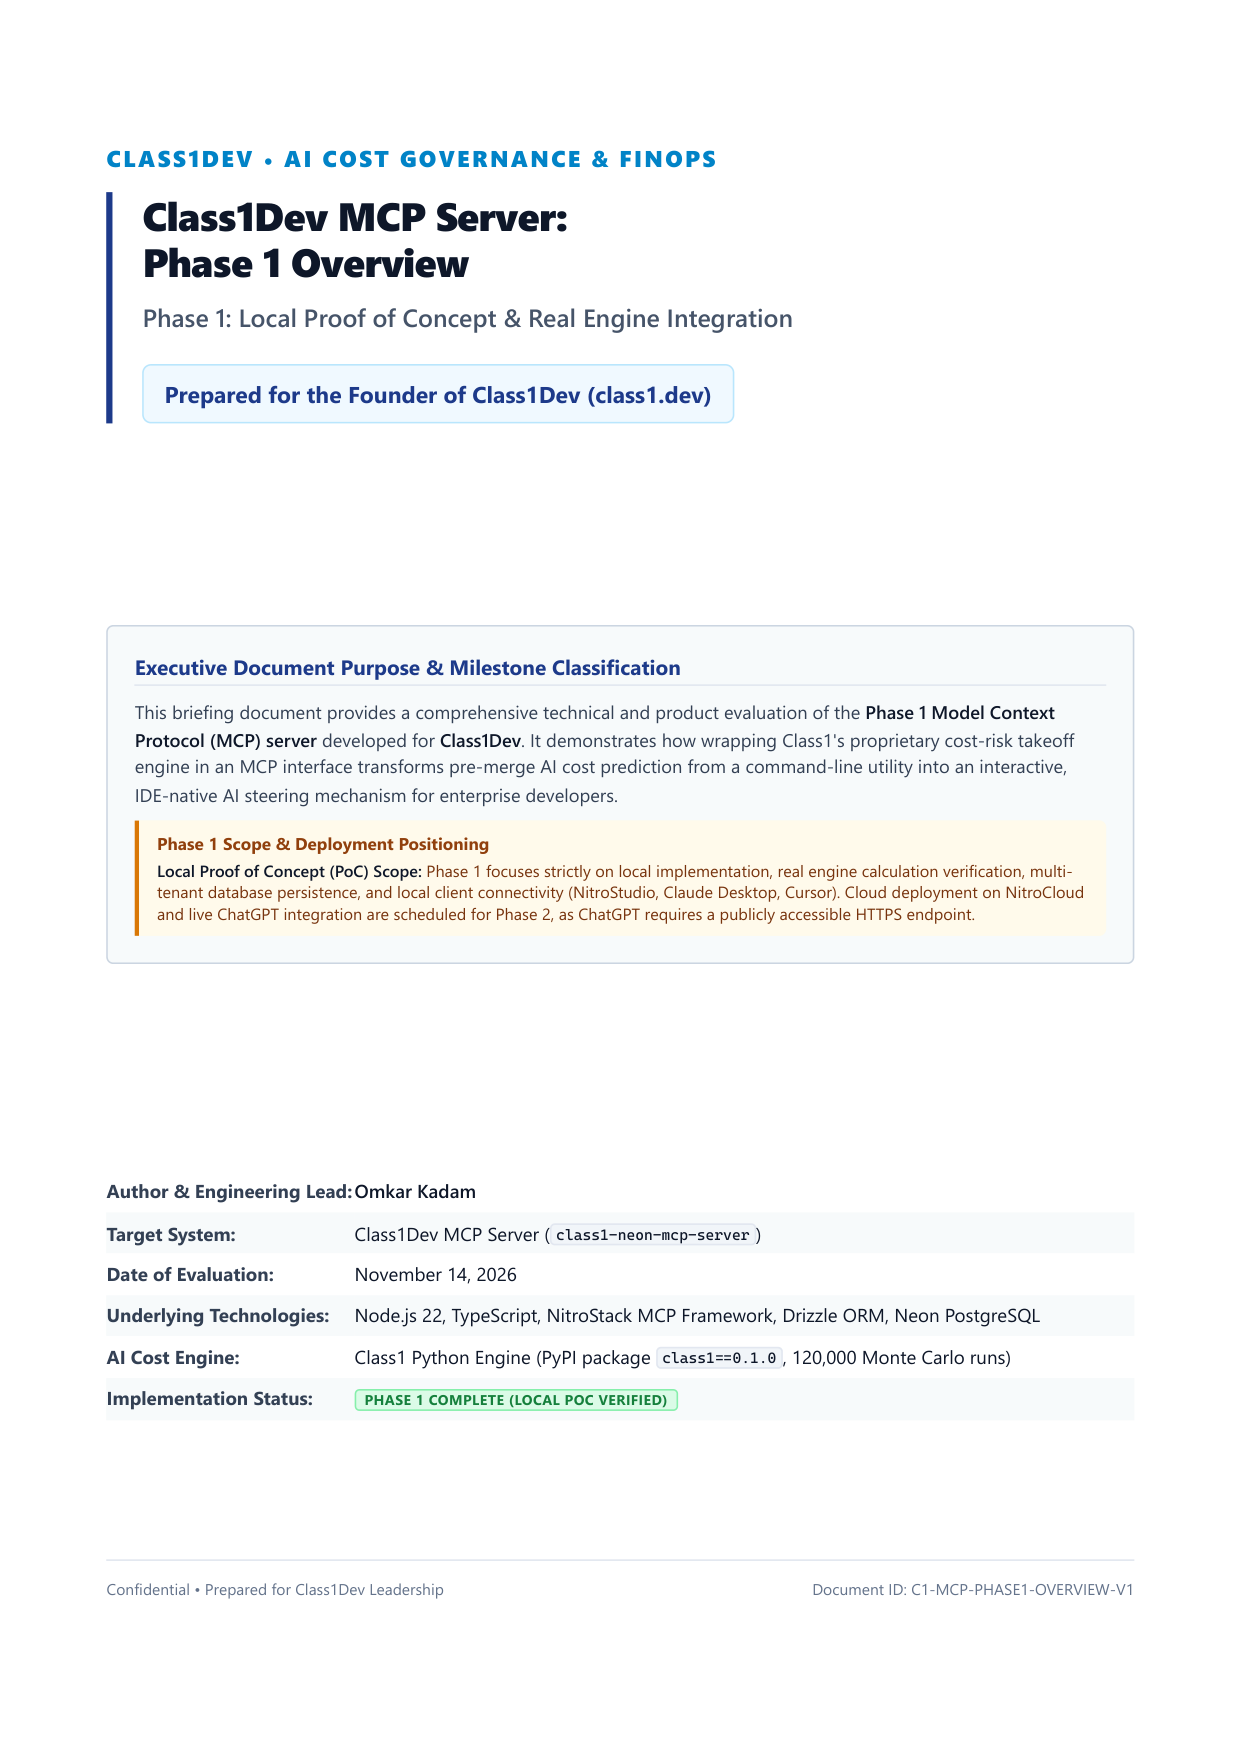 CLASS1DEV • AI COST GOVERNANCE & FINOPS
Class1Dev MCP Server:
Phase 1 Overview
Phase 1: Local Proof of Concept & Real Engine Integration
Prepared for the Founder of Class1Dev (class1.dev)
Executive Document Purpose & Milestone Classification
This briefing document provides a comprehensive technical and product evaluation of the Phase 1 Model Context
Protocol (MCP) server developed for Class1Dev. It demonstrates how wrapping Class1's proprietary cost-risk takeoff
engine in an MCP interface transforms pre-merge AI cost prediction from a command-line utility into an interactive,
IDE-native AI steering mechanism for enterprise developers.
Phase 1 Scope & Deployment Positioning
Local Proof of Concept (PoC) Scope: Phase 1 focuses strictly on local implementation, real engine calculation verification, multi-
tenant database persistence, and local client connectivity (NitroStudio, Claude Desktop, Cursor). Cloud deployment on NitroCloud
and live ChatGPT integration are scheduled for Phase 2, as ChatGPT requires a publicly accessible HTTPS endpoint.
Author & Engineering Lead: Omkar Kadam
Target System: Class1Dev MCP Server (class1-neon-mcp-server)
Date of Evaluation: November 14, 2026
Underlying Technologies: Node.js 22, TypeScript, NitroStack MCP Framework, Drizzle ORM, Neon PostgreSQL
AI Cost Engine: Class1 Python Engine (PyPI package class1==0.1.0, 120,000 Monte Carlo runs)
Implementation Status: PHASE 1 COMPLETE (LOCAL POC VERIFIED)
Confidential • Prepared for Class1Dev Leadership
Document ID: C1-MCP-PHASE1-OVERVIEW-V1